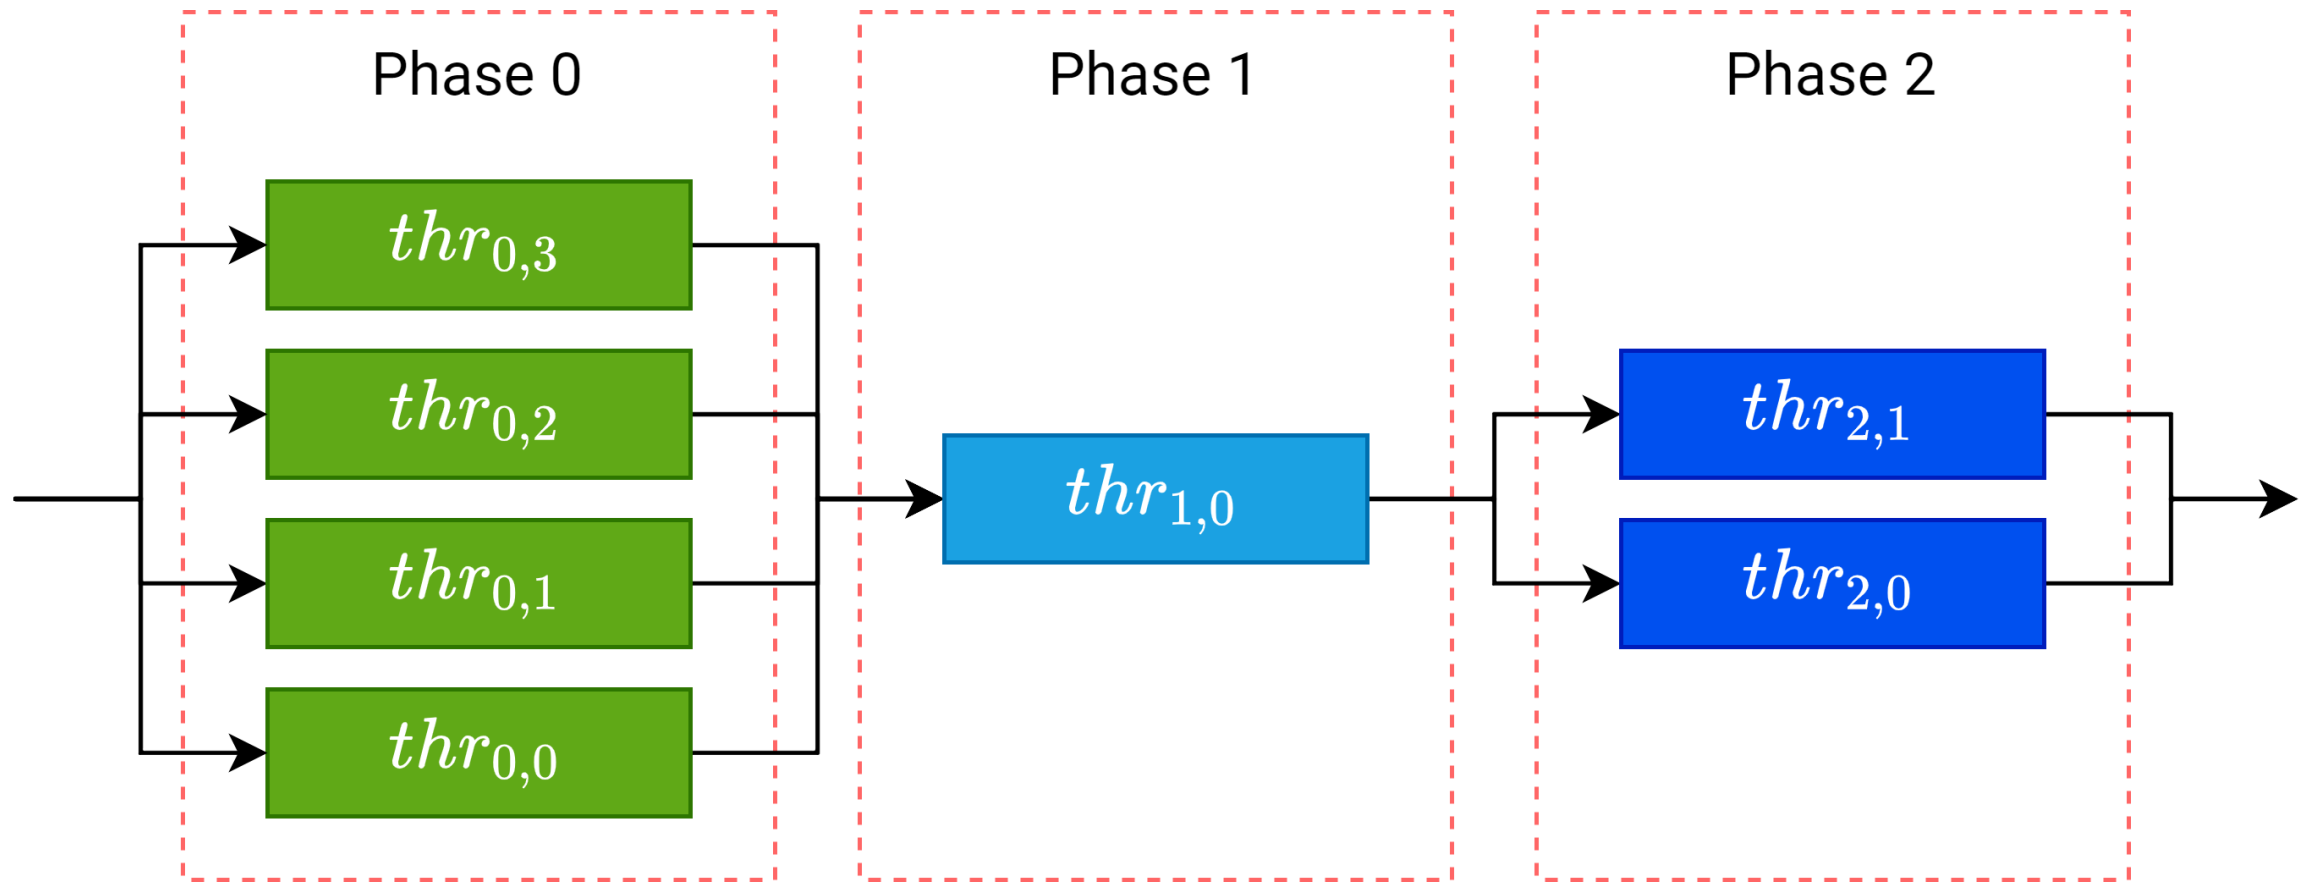 Phase 0
Phase 1
Phase 2
thr0,3
thr0,2
thr2,1
thr1,0
thr0,1
thr2,0
thr0,0